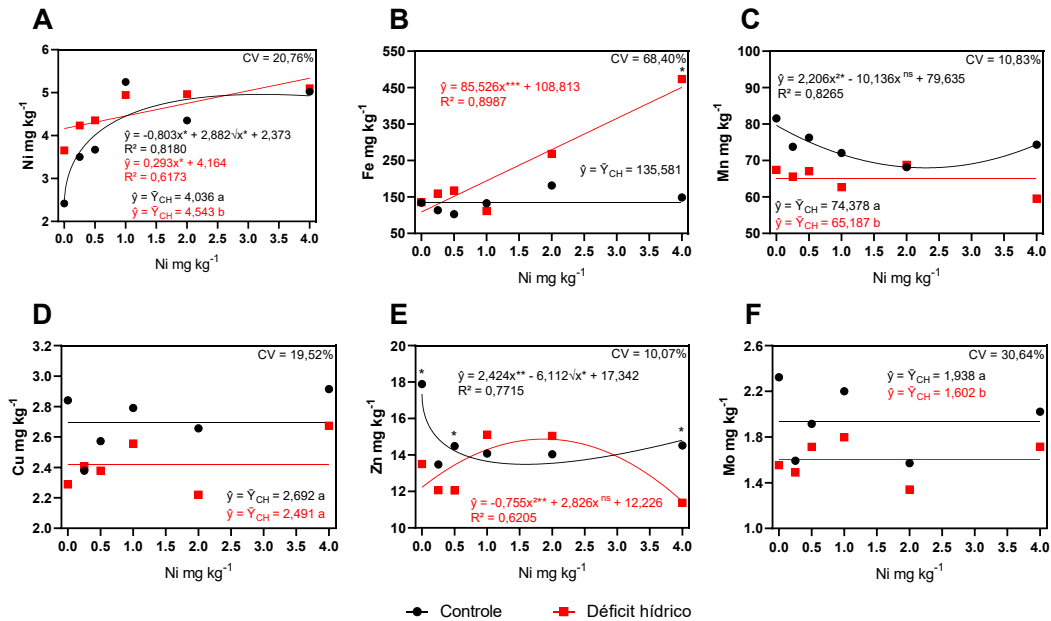 A
CV = 20,76%
Ni mg kg⁻¹
6
5
4
3
2
ŷ = -0,803x* + 2,882√x* + 2,373
R² = 0,8180
ŷ = 0,293x* + 4,164
R² = 0,6173
ŷ = Ȳ_CH = 4,036 a
ŷ = Ȳ_CH = 4,543 b
0.0 0.5 1.0 1.5 2.0 2.5 3.0 3.5 4.0
Ni mg kg⁻¹
B
CV = 68,40%
Fe mg kg⁻¹
550
450
350
250
150
50
ŷ = 85,526x*** + 108,813
R² = 0,8987
*
ŷ = Ȳ_CH = 135,581
0.0 0.5 1.0 1.5 2.0 2.5 3.0 3.5 4.0
Ni mg kg⁻¹
C
CV = 10,83%
Mn mg kg⁻¹
110
100
90
80
70
60
50
ŷ = 2,206x²* - 10,136x ⁿˢ + 79,635
R² = 0,8265
ŷ = Ȳ_CH = 74,378 a
ŷ = Ȳ_CH = 65,187 b
0.0 0.5 1.0 1.5 2.0 2.5 3.0 3.5 4.0
Ni mg kg⁻¹
D
CV = 19,52%
Cu mg kg⁻¹
3.2
3.0
2.8
2.6
2.4
2.2
2.0
ŷ = Ȳ_CH = 2,692 a
ŷ = Ȳ_CH = 2,491 a
0.0 0.5 1.0 1.5 2.0 2.5 3.0 3.5 4.0
Ni mg kg⁻¹
E
CV = 10,07%
Zn mg kg⁻¹
20
18
16
14
12
10
ŷ = 2,424x** - 6,112√x* + 17,342
R² = 0,7715
* * *
ŷ = -0,755x²** + 2,826x ⁿˢ + 12,226
R² = 0,6205
0.0 0.5 1.0 1.5 2.0 2.5 3.0 3.5 4.0
Ni mg kg⁻¹
F
CV = 30,64%
Mo mg kg⁻¹
2.6
2.2
1.8
1.4
1.0
ŷ = Ȳ_CH = 1,938 a
ŷ = Ȳ_CH = 1,602 b
0.0 0.5 1.0 1.5 2.0 2.5 3.0 3.5 4.0
Ni mg kg⁻¹
Controle
Déficit hídrico